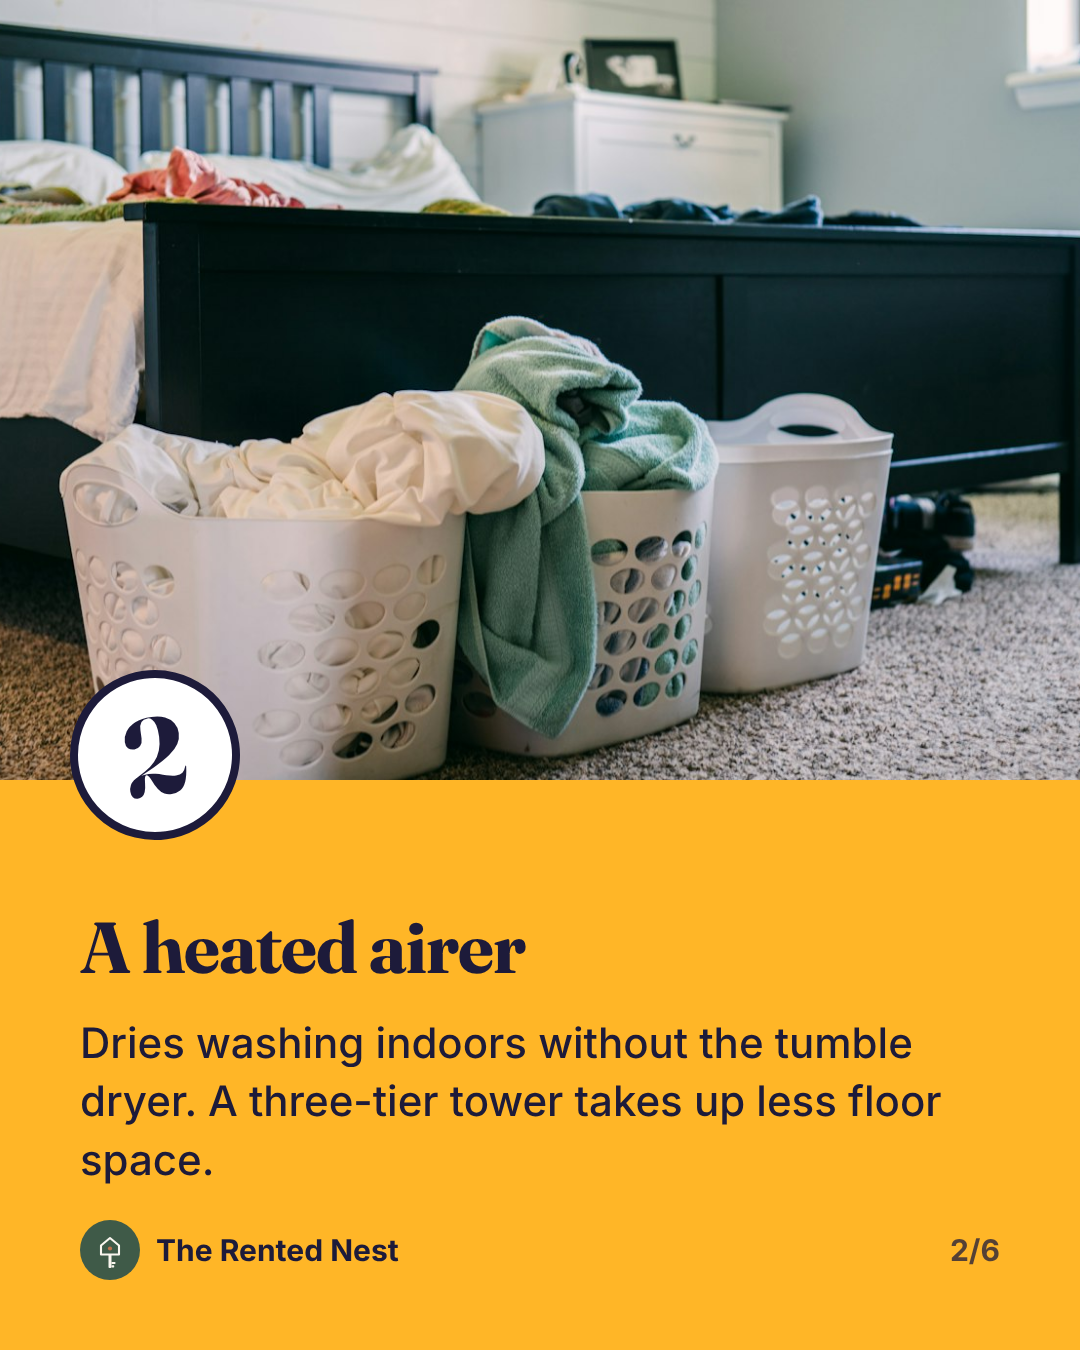 2
A heated airer
Dries washing indoors without the tumble
dryer. A three-tier tower takes up less floor
space.
The Rented Nest
2/6